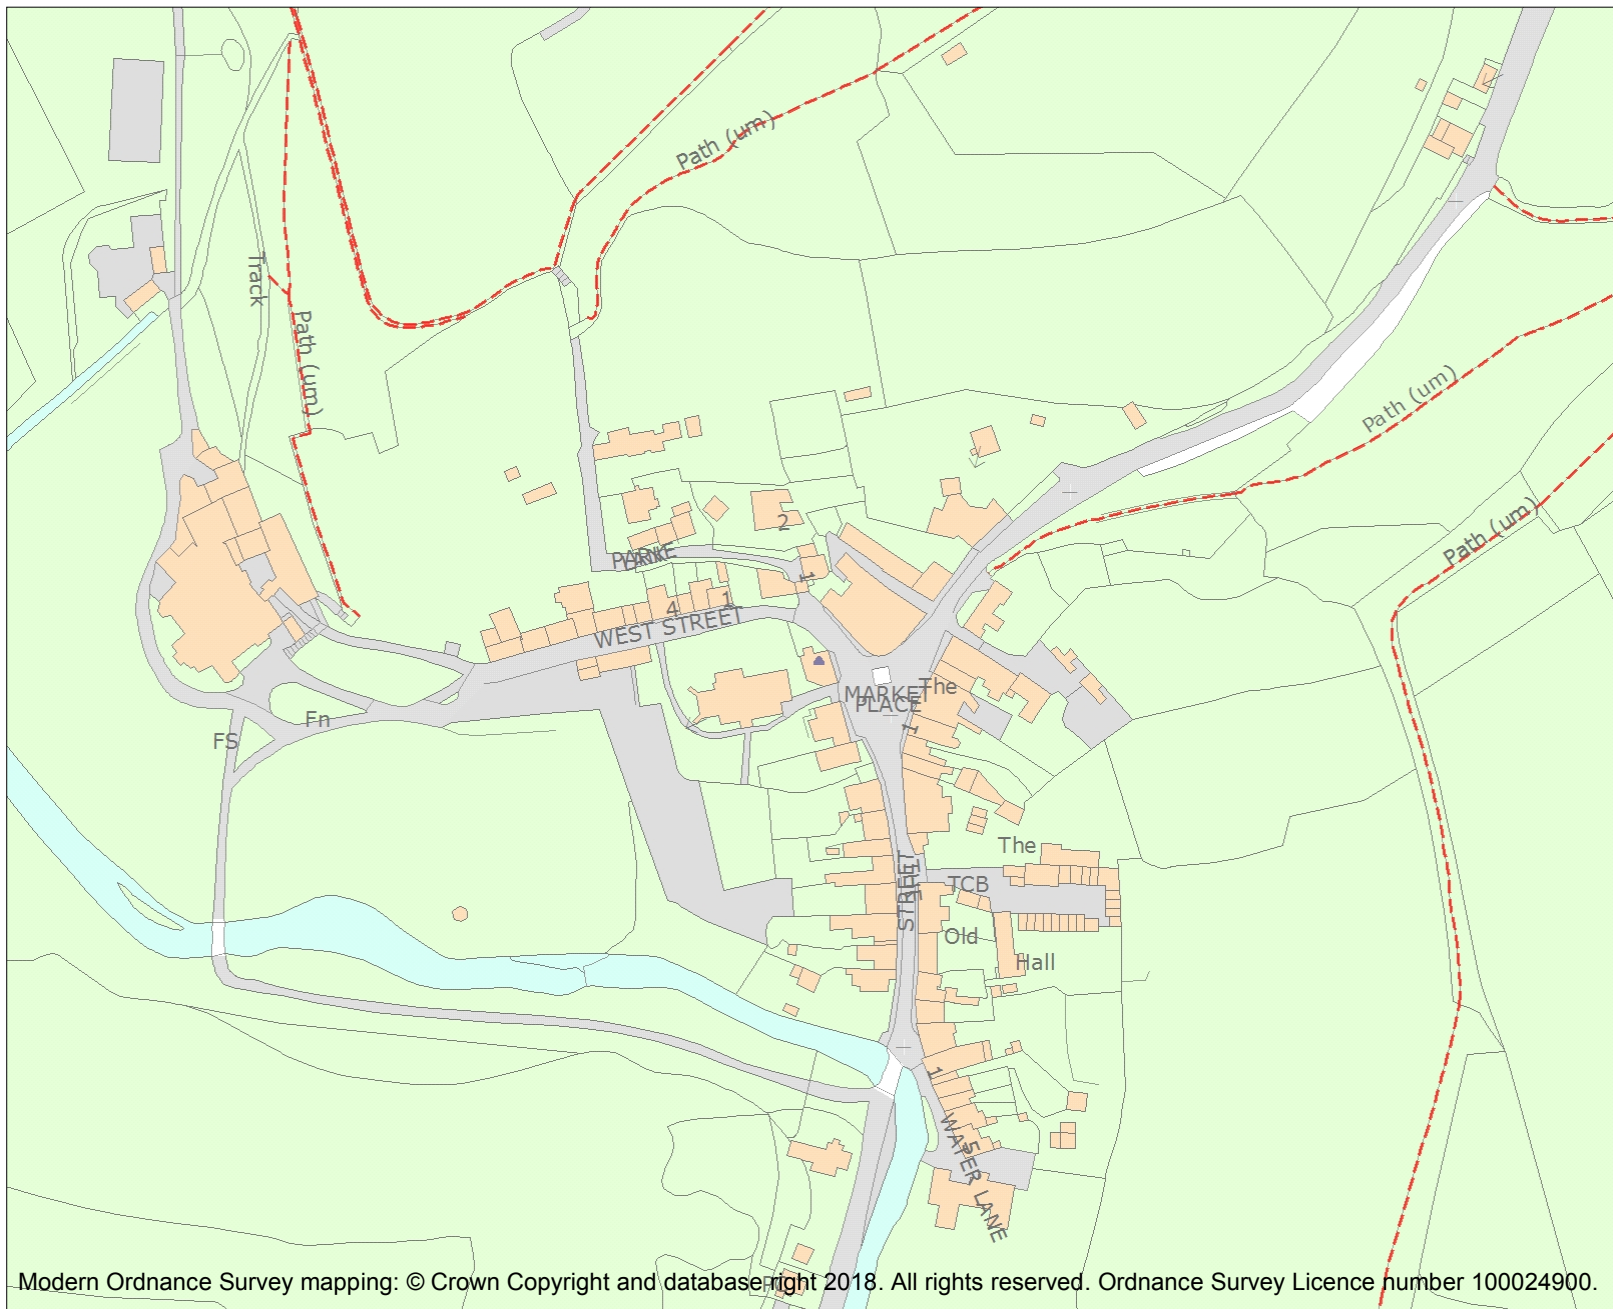 Path (um)
Track
Path (um)
Path (um)
Path (um)
2
PARK
LANE
1
4
1
WEST STREET
The
MARKET
PLACE
1
Fn
FS
The
TCB
STREET
Old
Hall
1
WATER LANE
5
Modern Ordnance Survey mapping: © Crown Copyright and database right 2018. All rights reserved. Ordnance Survey Licence number 100024900.